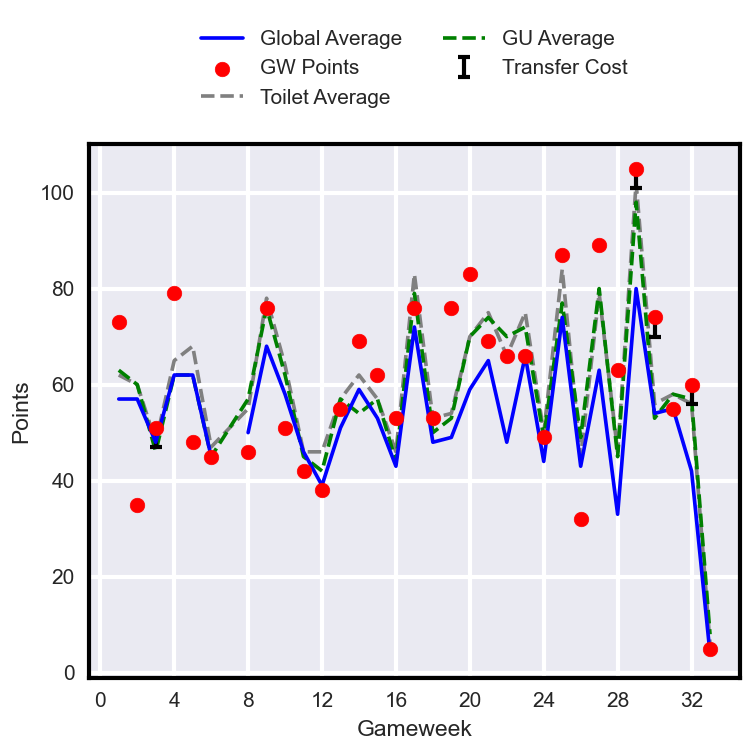 Global Average
GW Points
Toilet Average
GU Average
Transfer Cost
Points
100
80
60
40
20
0
0 4 8 12 16 20 24 28 32
Gameweek